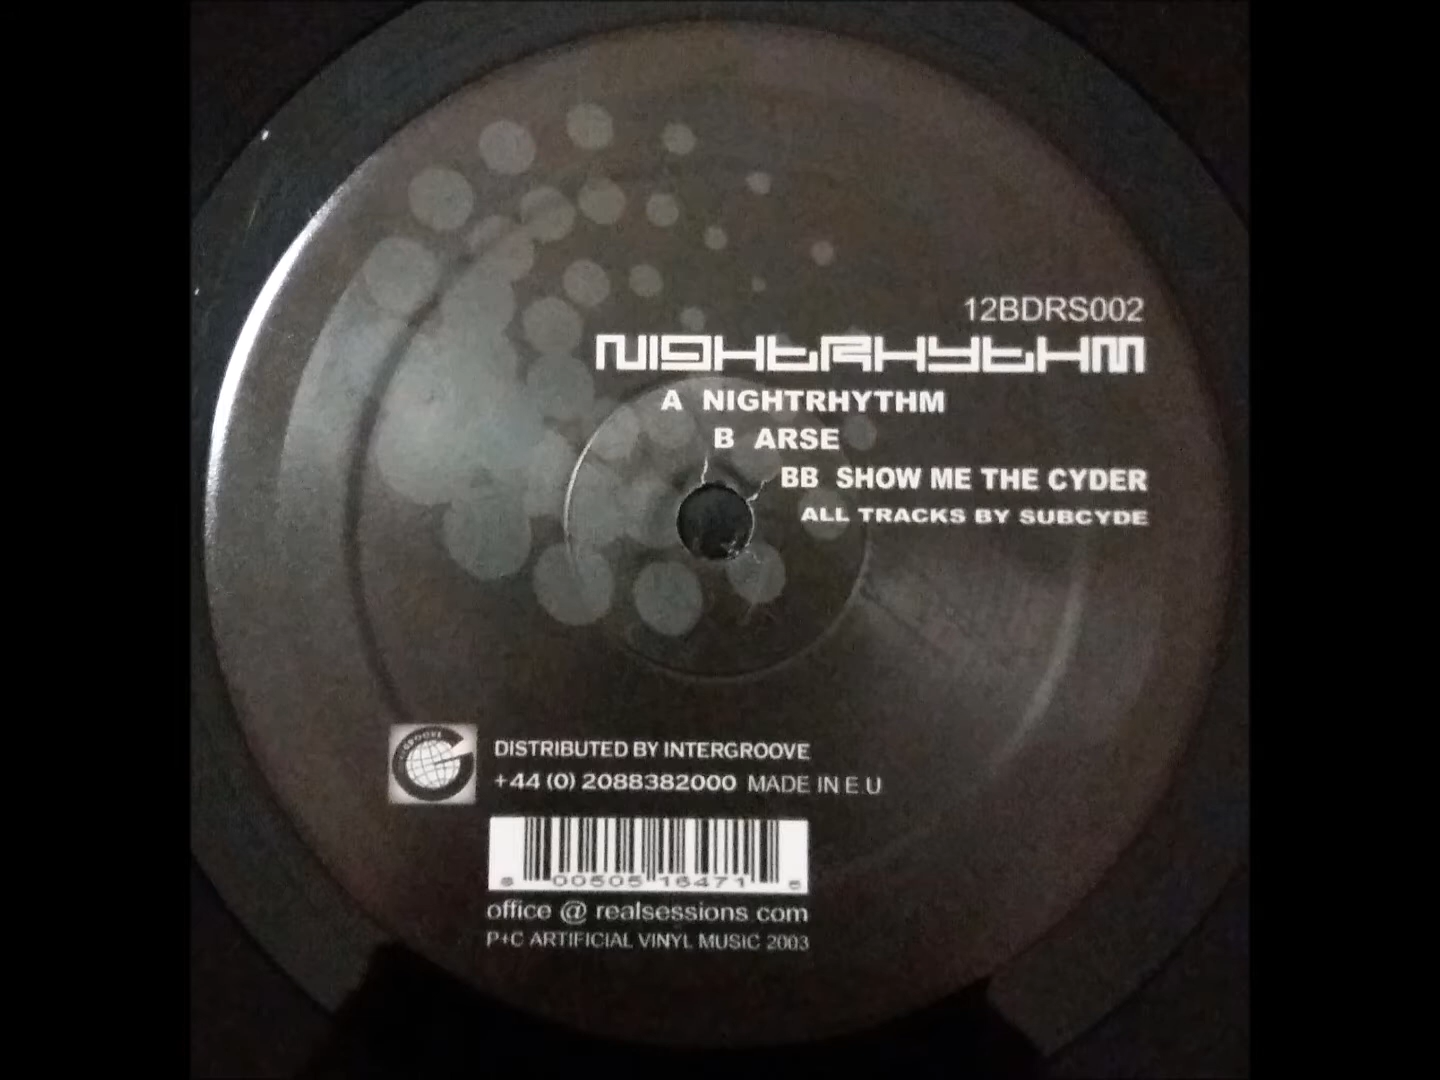 12BDRS002
NIGHTRHYTHM
A NIGHTRHYTHM
B ARSE
BB SHOW ME THE CYDER
ALL TRACKS BY SUBCYDE
DISTRIBUTED BY INTERGROOVE
+44 (0) 2088382000 MADE IN E.U
00505 16471
office @ realsessions com
P+C ARTIFICIAL VINYL MUSIC 2003